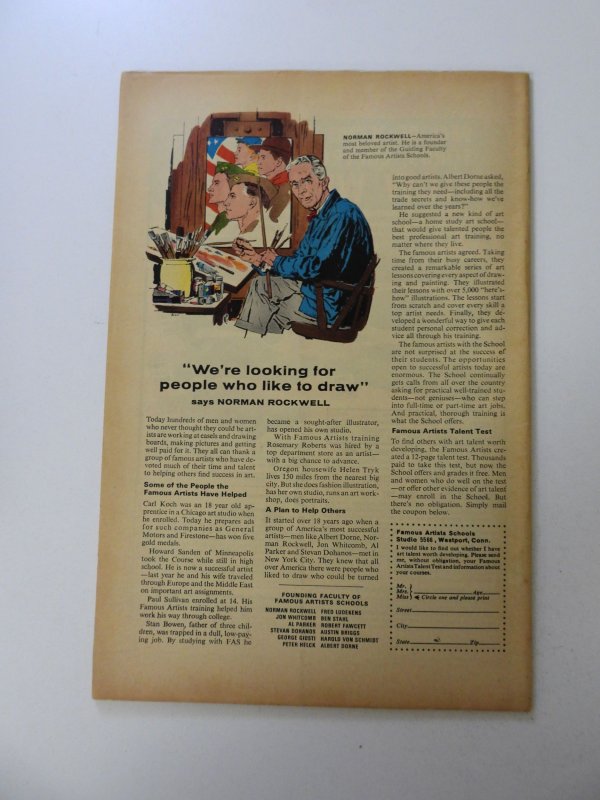 NORMAN ROCKWELL—America's
most beloved artist. He is a founder
and member of the Guiding Faculty
of the Famous Artists Schools.
"We're looking for
people who like to draw"
says NORMAN ROCKWELL
Today hundreds of men and women
who never thought they could be art-
ists are working at easels and drawing
boards, making pictures and getting
well paid for it. They all can thank a
group of famous artists who have de-
voted much of their time and talent
to helping others find success in art.
Some of the People the
Famous Artists Have Helped
Carl Koch was an 18 year old ap-
prentice in a Chicago art studio when
he enrolled. Today he prepares ads
for such companies as General
Motors and Firestone—has won five
gold medals.
Howard Sanden of Minneapolis
took the Course while still in high
school. He is now a successful artist
—last year he and his wife traveled
through Europe and the Middle East
on important art assignments.
Paul Sullivan enrolled at 14. His
Famous Artists training helped him
work his way through college.
Stan Bowen, father of three chil-
dren, was trapped in a dull, low-pay-
ing job. By studying with FAS he
became a sought-after illustrator,
has opened his own studio.
With Famous Artists training
Rosemary Roberts was hired by a
top department store as an artist—
with a big chance to advance.
Oregon housewife Helen Tryk
lives 150 miles from the nearest big
city. But she does fashion illustration,
has her own studio, runs an art work-
shop, does portraits.
A Plan to Help Others
It started over 18 years ago when a
group of America's most successful
artists—men like Albert Dorne, Nor-
man Rockwell, Jon Whitcomb, Al
Parker and Stevan Dohanos—met in
New York City. They knew that all
over America there were people who
liked to draw who could be turned
FOUNDING FACULTY OF
FAMOUS ARTISTS SCHOOLS
NORMAN ROCKWELL FRED LUDEKENS
JON WHITCOMB BEN STAHL
AL PARKER ROBERT FAWCETT
STEVAN DOHANOS AUSTIN BRIGGS
GEORGE GIUSTI HAROLD VON SCHMIDT
PETER HELCK ALBERT DORNE
into good artists. Albert Dorne asked,
"Why can't we give these people the
training they need—including all the
trade secrets and know-how we've
learned over the years?"
He suggested a new kind of art
school—a home study art school—
that would give talented people the
best professional art training, no
matter where they live.
The famous artists agreed. Taking
time from their busy careers, they
created a remarkable series of art
lessons covering every aspect of draw-
ing and painting. They illustrated
their lessons with over 5,000 "here's-
how" illustrations. The lessons start
from scratch and cover every skill a
top artist needs. Finally, they de-
veloped a wonderful way to give each
student personal correction and ad-
vice all through his training.
The famous artists with the School
are not surprised at the success of
their students. The opportunities
open to successful artists today are
enormous. The School continually
gets calls from all over the country
asking for practical well-trained stu-
dents—not geniuses—who can step
into full-time or part-time art jobs.
And practical, thorough training is
what the School offers.
Famous Artists Talent Test
To find others with art talent worth
developing, the Famous Artists cre-
ated a 12-page talent test. Thousands
paid to take this test, but now the
School offers and grades it free. Men
and women who do well on the test
—or offer other evidence of art talent
—may enroll in the School. But
there's no obligation. Simply mail
the coupon below.
Famous Artists Schools
Studio 5568, Westport, Conn.
I would like to find out whether I have
art talent worth developing. Please send
me, without obligation, your Famous
Artists Talent Test and information about
your courses.
Mr.
Mrs. Age
Miss Circle one and please print
Street
City
State Zip